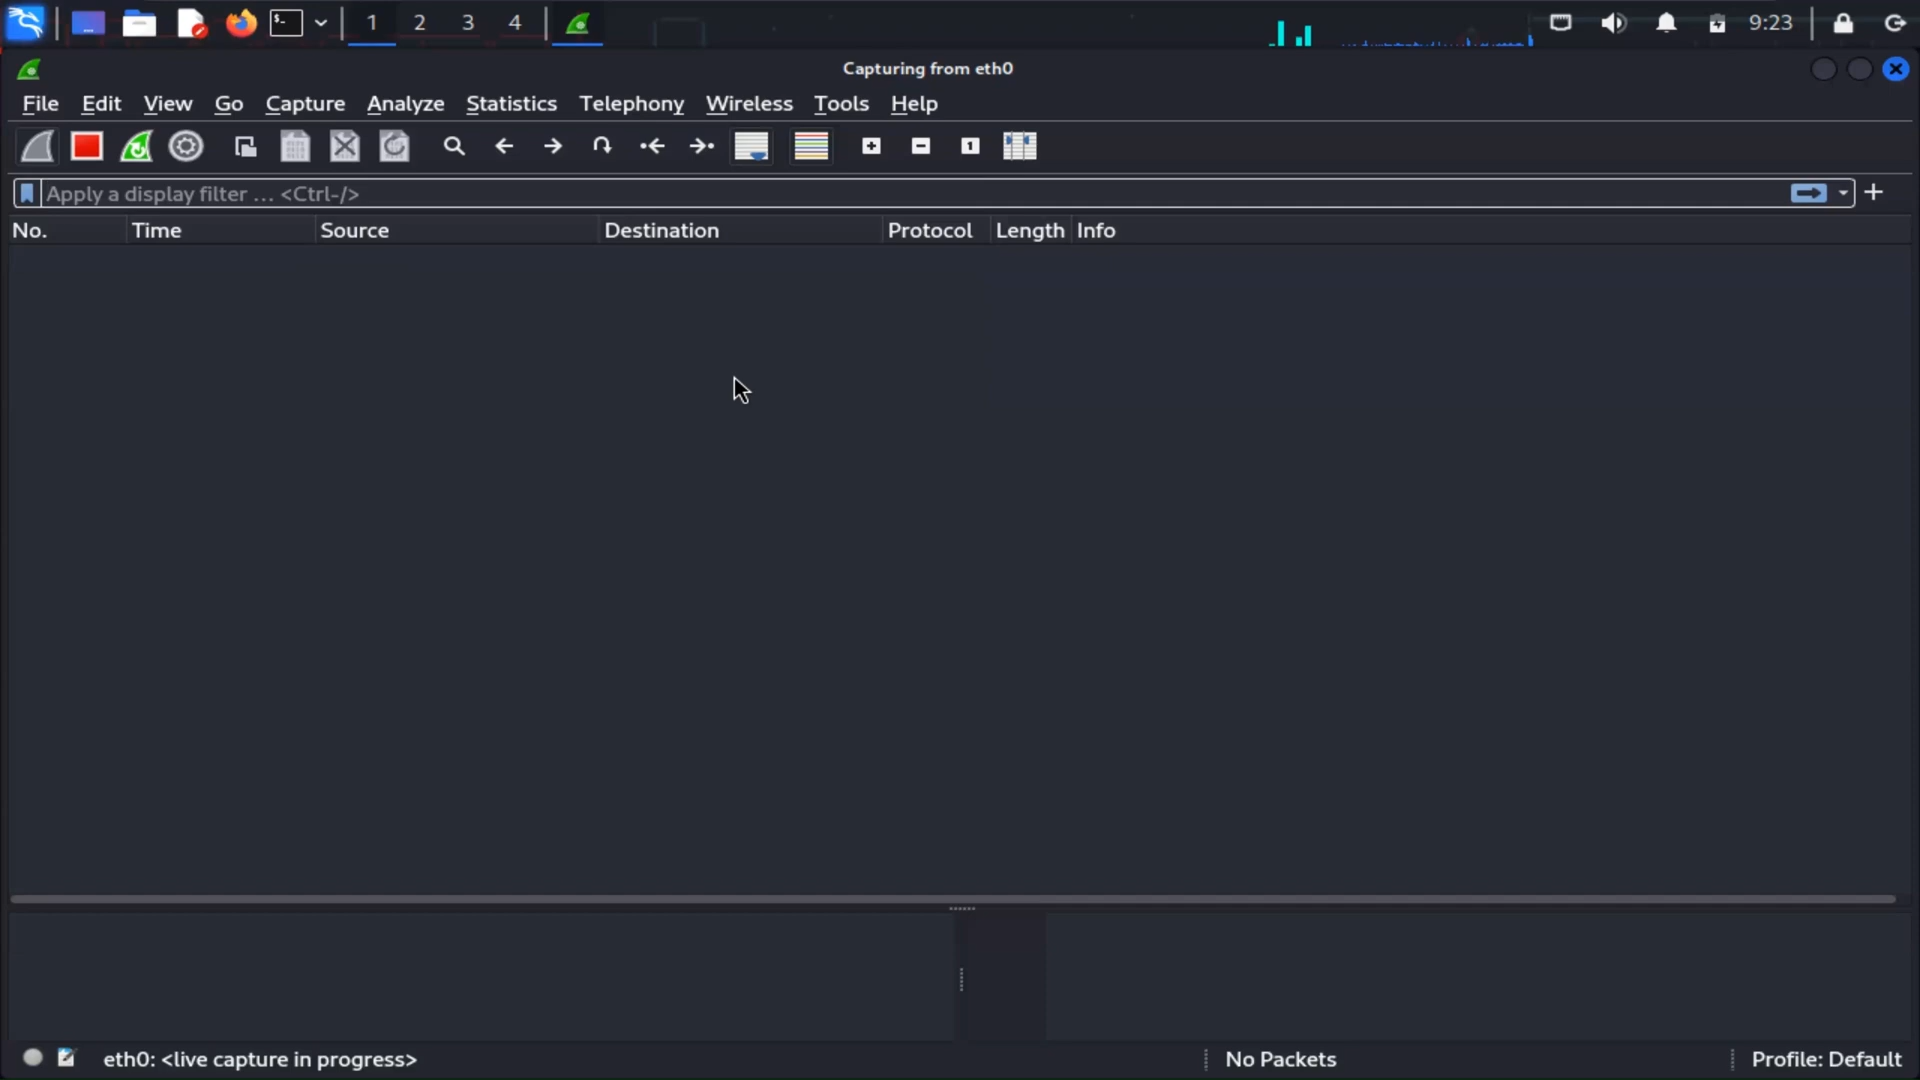 1 2 3 4 9:23
Capturing from eth0
File Edit View Go Capture Analyze Statistics Telephony Wireless Tools Help
Apply a display filter … <Ctrl-/>
No. Time Source Destination Protocol Length Info
eth0: <live capture in progress> No Packets Profile: Default